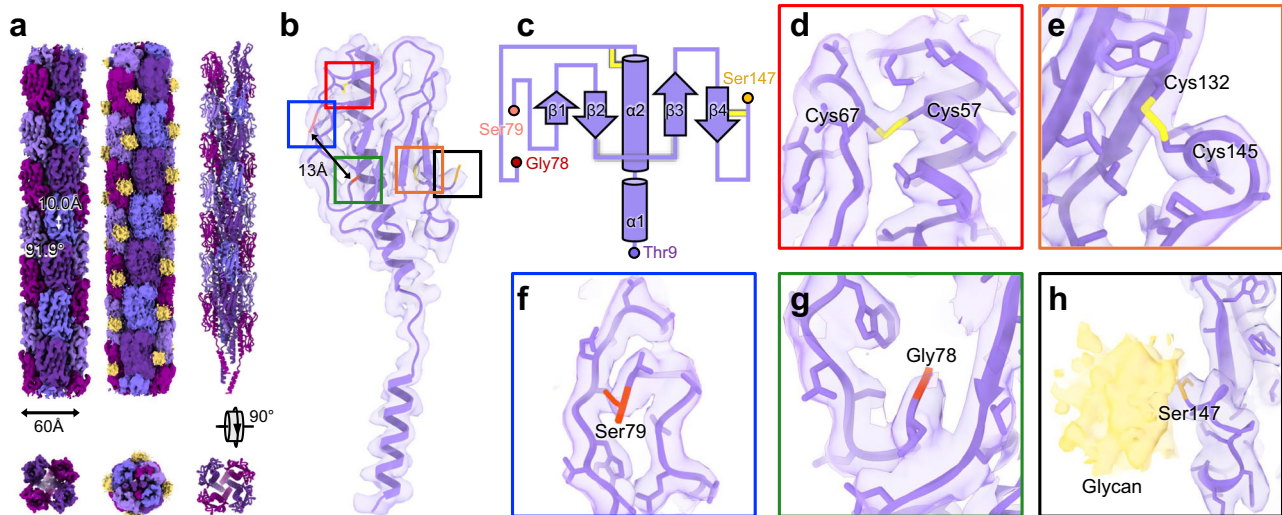 a
10.0Å
91.9°
60Å
90°
b
13Å
c
Ser147
β1
β2
α2
β3
β4
Ser79
Gly78
α1
Thr9
d
Cys67
Cys57
e
Cys132
Cys145
f
Ser79
g
Gly78
h
Ser147
Glycan